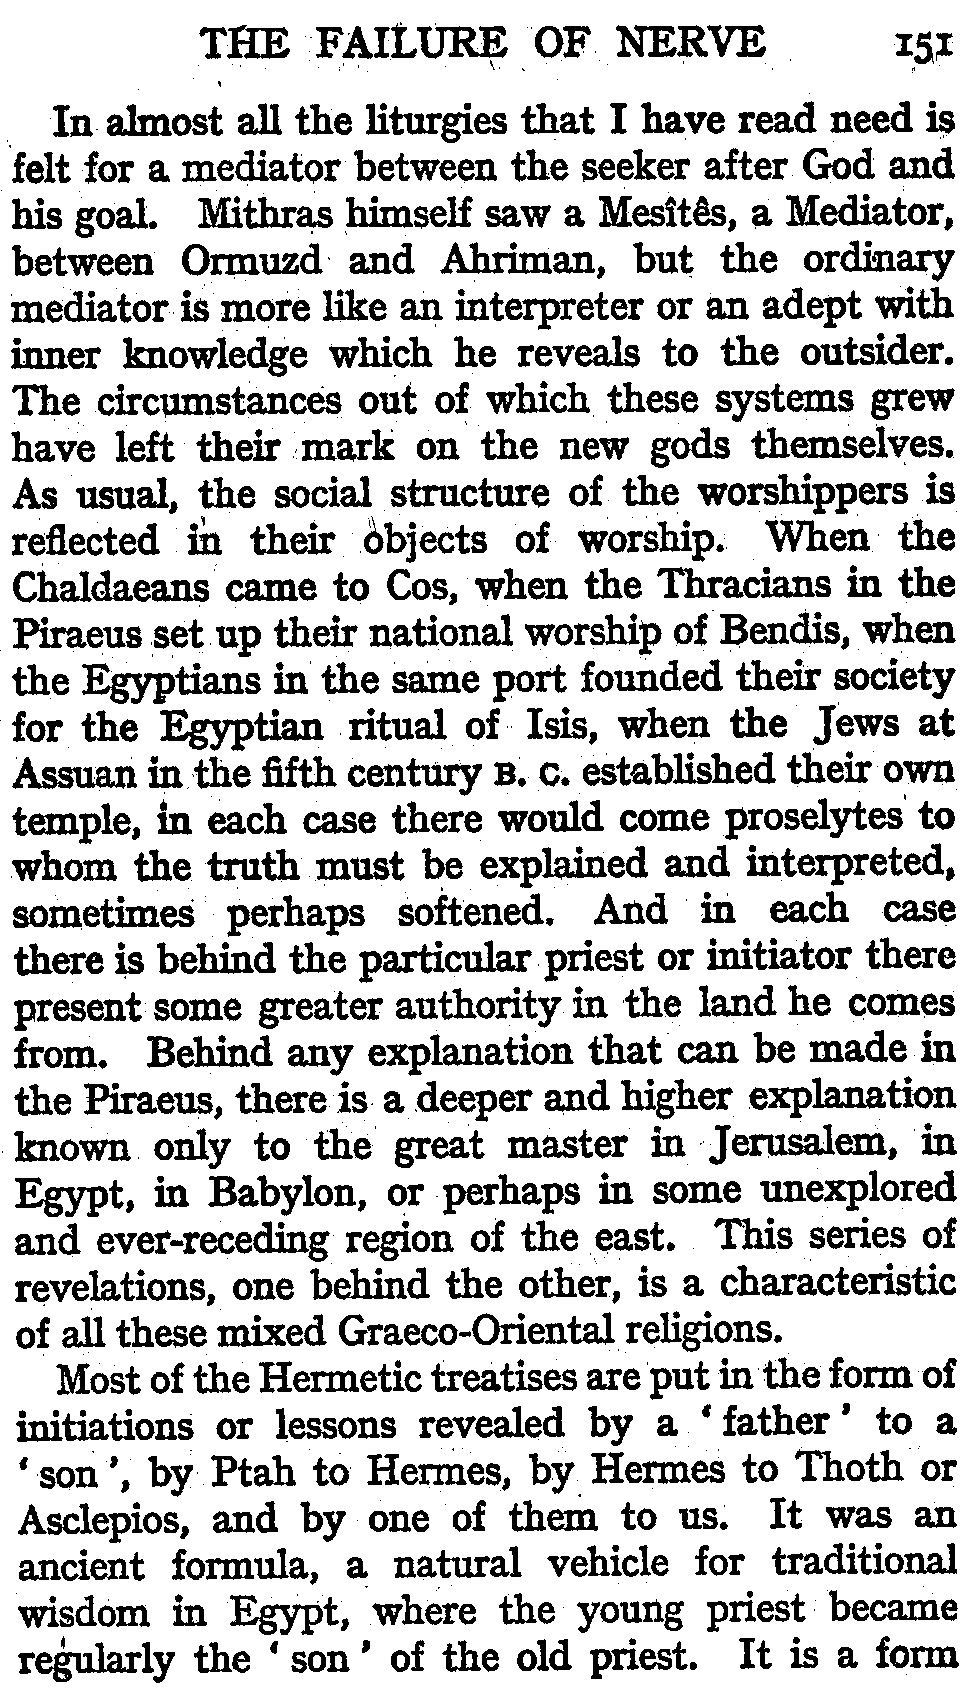 THE FAILURE OF NERVE 151
In almost all the liturgies that I have read need is
felt for a mediator between the seeker after God and
his goal. Mithras himself saw a Mesîtês, a Mediator,
between Ormuzd and Ahriman, but the ordinary
mediator is more like an interpreter or an adept with
inner knowledge which he reveals to the outsider.
The circumstances out of which these systems grew
have left their mark on the new gods themselves.
As usual, the social structure of the worshippers is
reflected in their objects of worship. When the
Chaldaeans came to Cos, when the Thracians in the
Piraeus set up their national worship of Bendis, when
the Egyptians in the same port founded their society
for the Egyptian ritual of Isis, when the Jews at
Assuan in the fifth century B. C. established their own
temple, in each case there would come proselytes to
whom the truth must be explained and interpreted,
sometimes perhaps softened. And in each case
there is behind the particular priest or initiator there
present some greater authority in the land he comes
from. Behind any explanation that can be made in
the Piraeus, there is a deeper and higher explanation
known only to the great master in Jerusalem, in
Egypt, in Babylon, or perhaps in some unexplored
and ever-receding region of the east. This series of
revelations, one behind the other, is a characteristic
of all these mixed Graeco-Oriental religions.
Most of the Hermetic treatises are put in the form of
initiations or lessons revealed by a ‘ father ’ to a
‘ son ’, by Ptah to Hermes, by Hermes to Thoth or
Asclepios, and by one of them to us. It was an
ancient formula, a natural vehicle for traditional
wisdom in Egypt, where the young priest became
regularly the ‘ son ’ of the old priest. It is a form